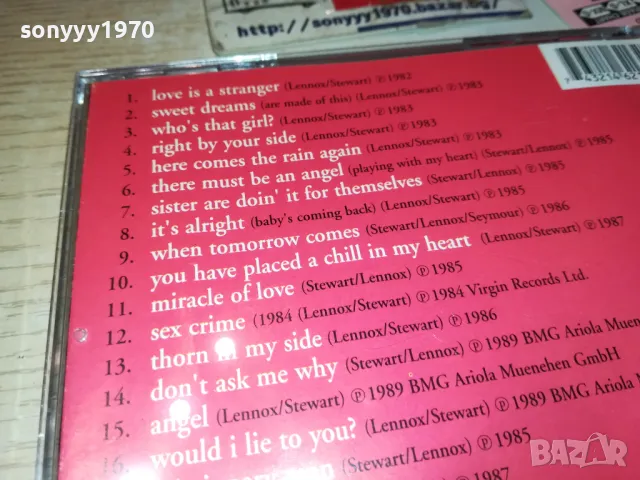 sonyyy1970
http://sonyyy1970.bazar.bg/
1. love is a stranger (Lennox/Stewart) ℗ 1982
2. sweet dreams (are made of this) (Lennox/Stewart) ℗ 1983
3. who's that girl? (Lennox/Stewart) ℗ 1983
4. right by your side (Lennox/Stewart) ℗ 1983
5. here comes the rain again (Lennox/Stewart) ℗ 1983
6. there must be an angel (playing with my heart) (Lennox/Stewart) ℗ 1985
7. sister are doin' it for themselves (Lennox/Stewart) ℗ 1985
8. it's alright (baby's coming back) (Lennox/Stewart) ℗ 1985
9. when tomorrow comes (Stewart/Lennox/Seymour) ℗ 1986
10. you have placed a chill in my heart (Lennox/Stewart) ℗ 1987
11. miracle of love (Stewart/Lennox) ℗ 1985
12. sex crime (1984 (Lennox/Stewart) ℗ 1984 Virgin Records Ltd.
13. thorn in my side (Lennox/Stewart) ℗ 1986
14. don't ask me why (Stewart/Lennox) ℗ 1989 BMG Ariola
15. angel (Lennox/Stewart) ℗ 1989 BMG Ariola Muenehen GmbH
16. would i lie to you? (Lennox/Stewart) ℗ 1989 BMG Ariola
(Stewart/Lennox) ℗ 1985
℗ 1987
BAZAR